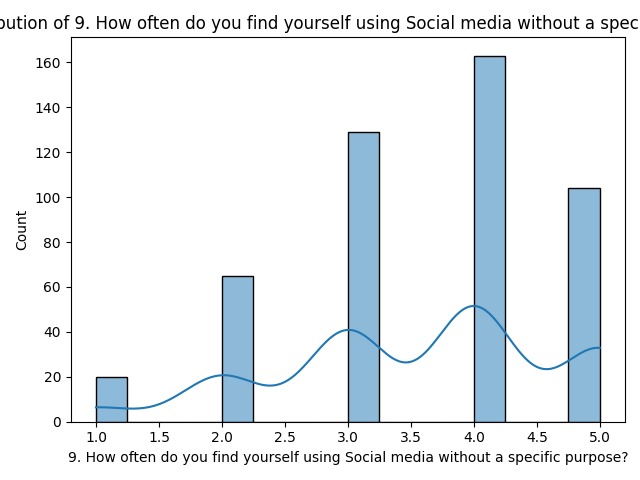 bution of 9. How often do you find yourself using Social media without a spec
160
140
120
100
80
60
40
20
0
Count
1.0 1.5 2.0 2.5 3.0 3.5 4.0 4.5 5.0
9. How often do you find yourself using Social media without a specific purpose?